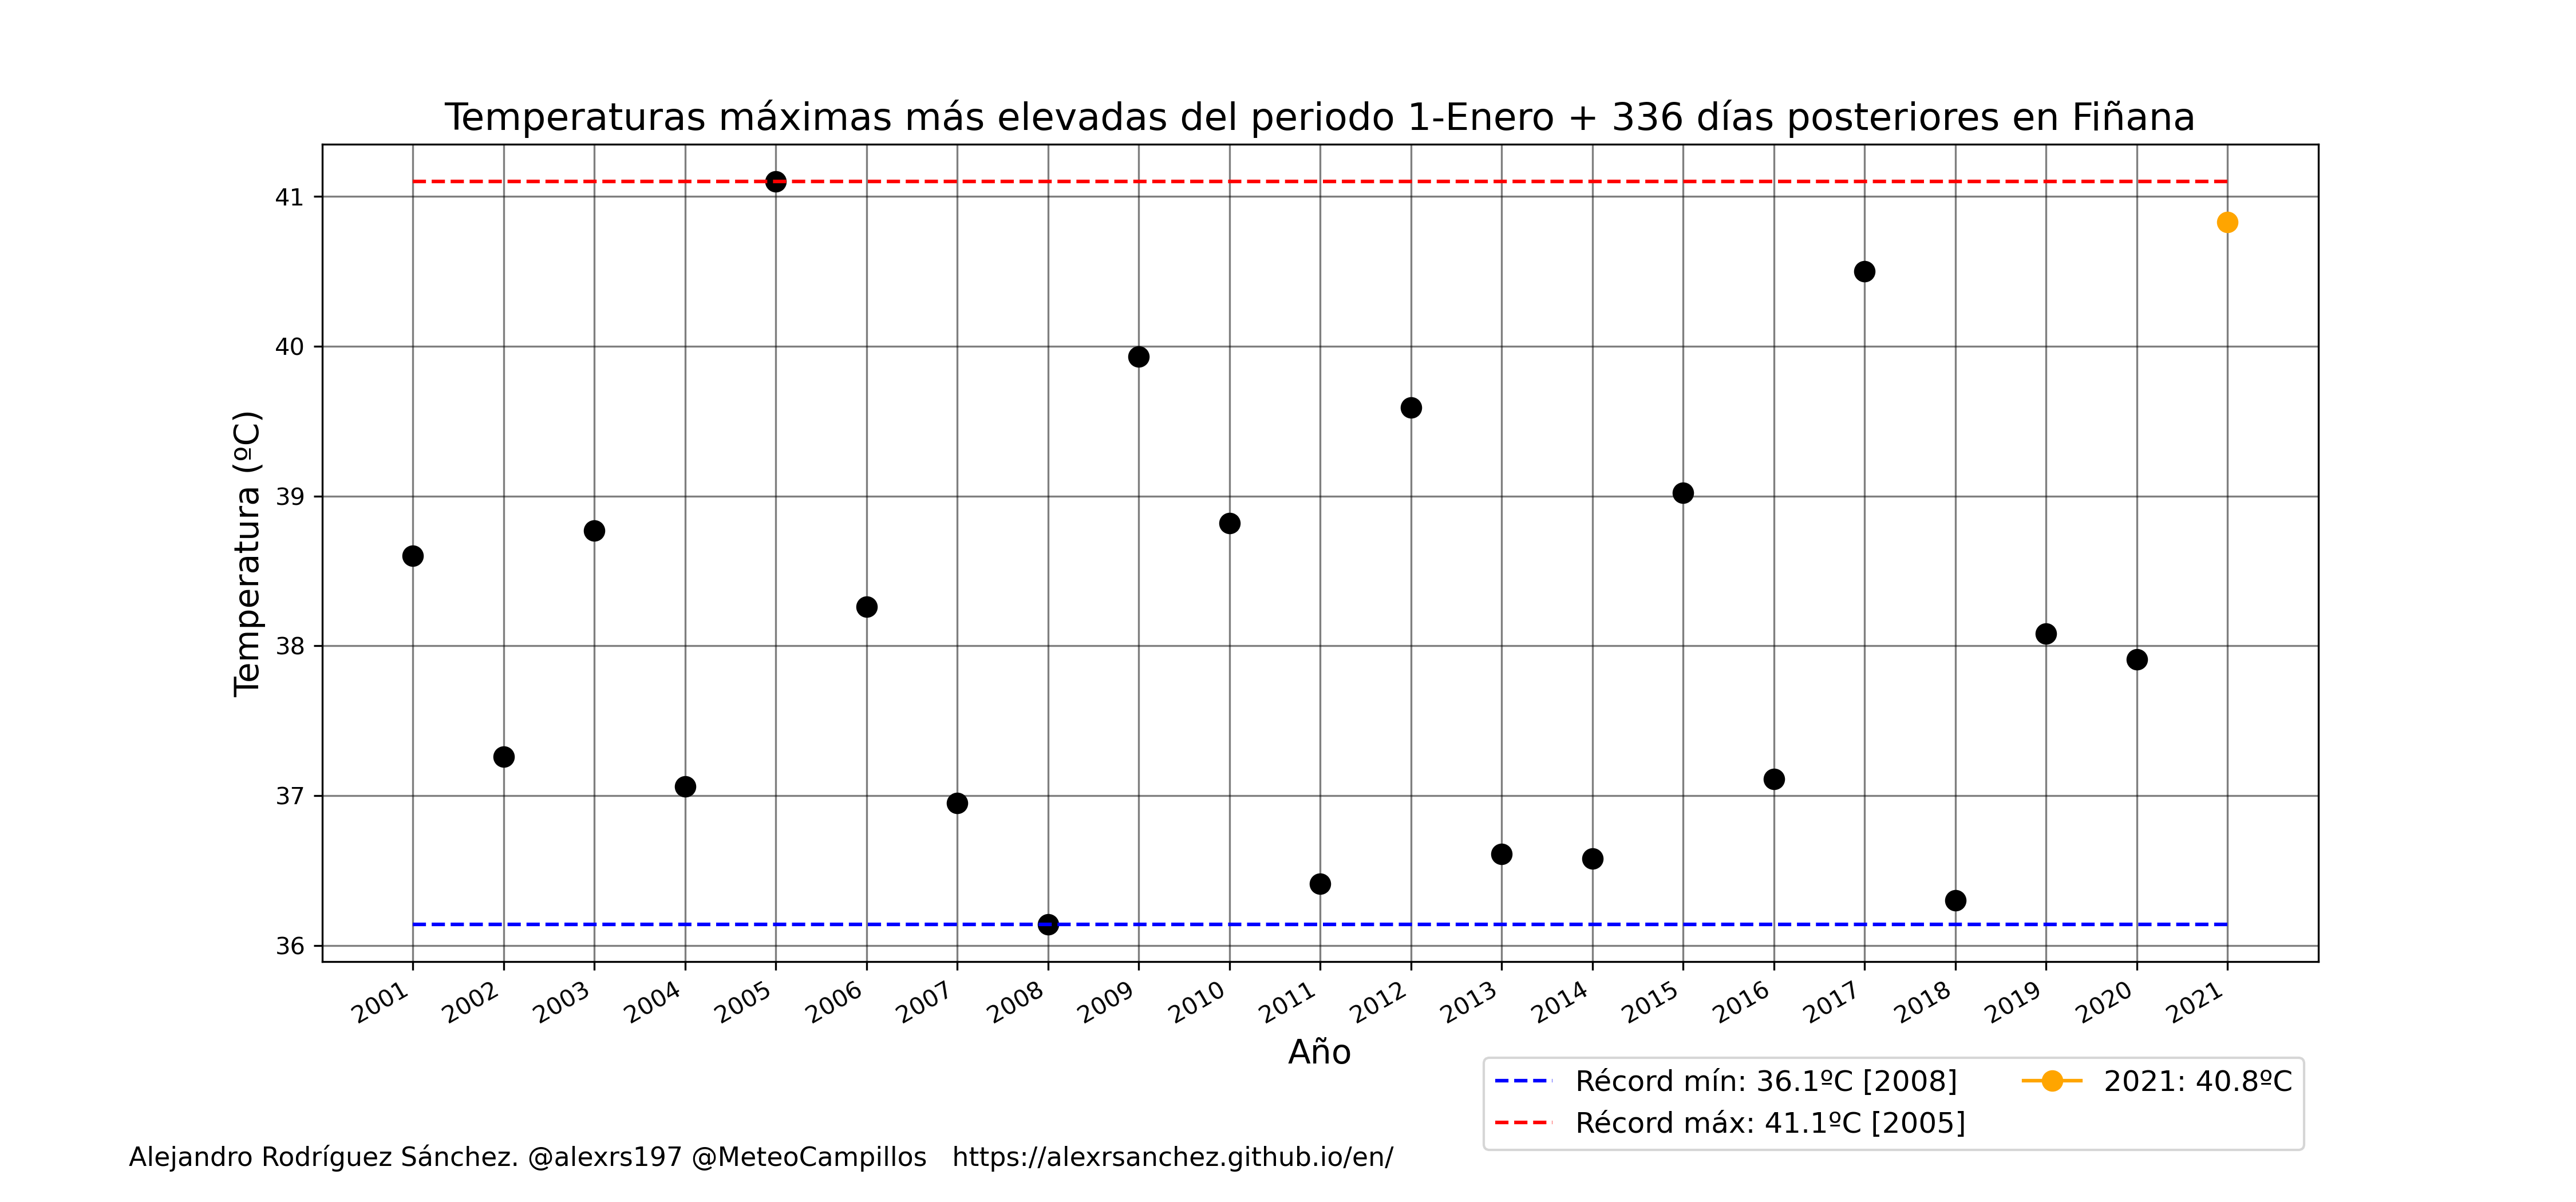 Temperaturas máximas más elevadas del periodo 1-Enero + 336 días posteriores en Fiñana
Temperatura (ºC)
41
40
39
38
37
36
2001 2002 2003 2004 2005 2006 2007 2008 2009 2010 2011 2012 2013 2014 2015 2016 2017 2018 2019 2020 2021
Año
Récord mín: 36.1ºC [2008]
Récord máx: 41.1ºC [2005]
2021: 40.8ºC
Alejandro Rodríguez Sánchez. @alexrs197 @MeteoCampillos https://alexrsanchez.github.io/en/